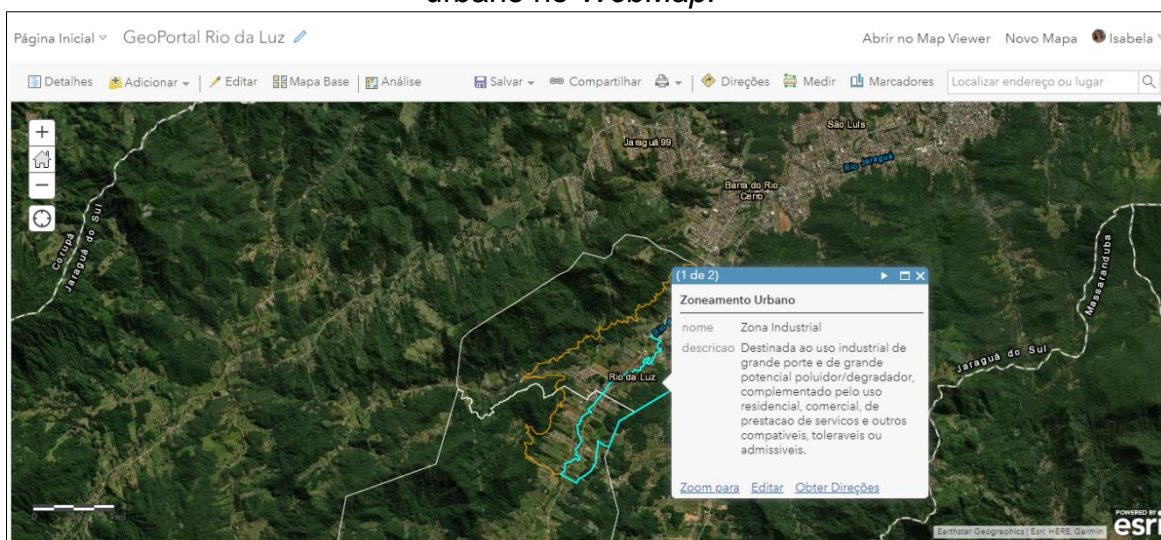 urbano no WebMap.
Página Inicial GeoPortal Rio da Luz Abrir no Map Viewer Novo Mapa Isabela
Detalhes Adicionar Editar Mapa Base Análise Salvar Compartilhar Direções Medir Marcadores Localizar endereço ou lugar
São Luís
Jaraguá 99
Rio Jaraguá
Barra do Rio
Cerro
Corupá
Jaraguá do Sul
Massaranduba
Jaraguá do Sul
Rio da Luz
(1 de 2)
Zoneamento Urbano
nome Zona Industrial
descricao Destinada ao uso industrial de
grande porte e de grande
potencial poluidor/degradador,
complementado pelo uso
residencial, comercial, de
prestacao de servicos e outros
compativeis, toleraveis ou
admissiveis.
Zoom para Editar Obter Direções
Earthstar Geographics | Esri, HERE, Garmin
POWERED BY
esri